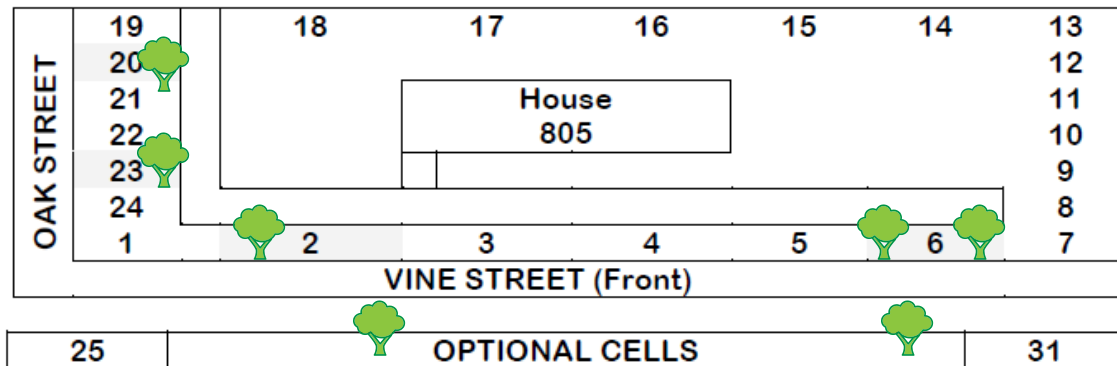 19 18 17 16 15 14 13
20 12
21 House 11
22 805 10
23 9
24 8
1 2 3 4 5 6 7
OAK STREET
VINE STREET (Front)
25 OPTIONAL CELLS 31